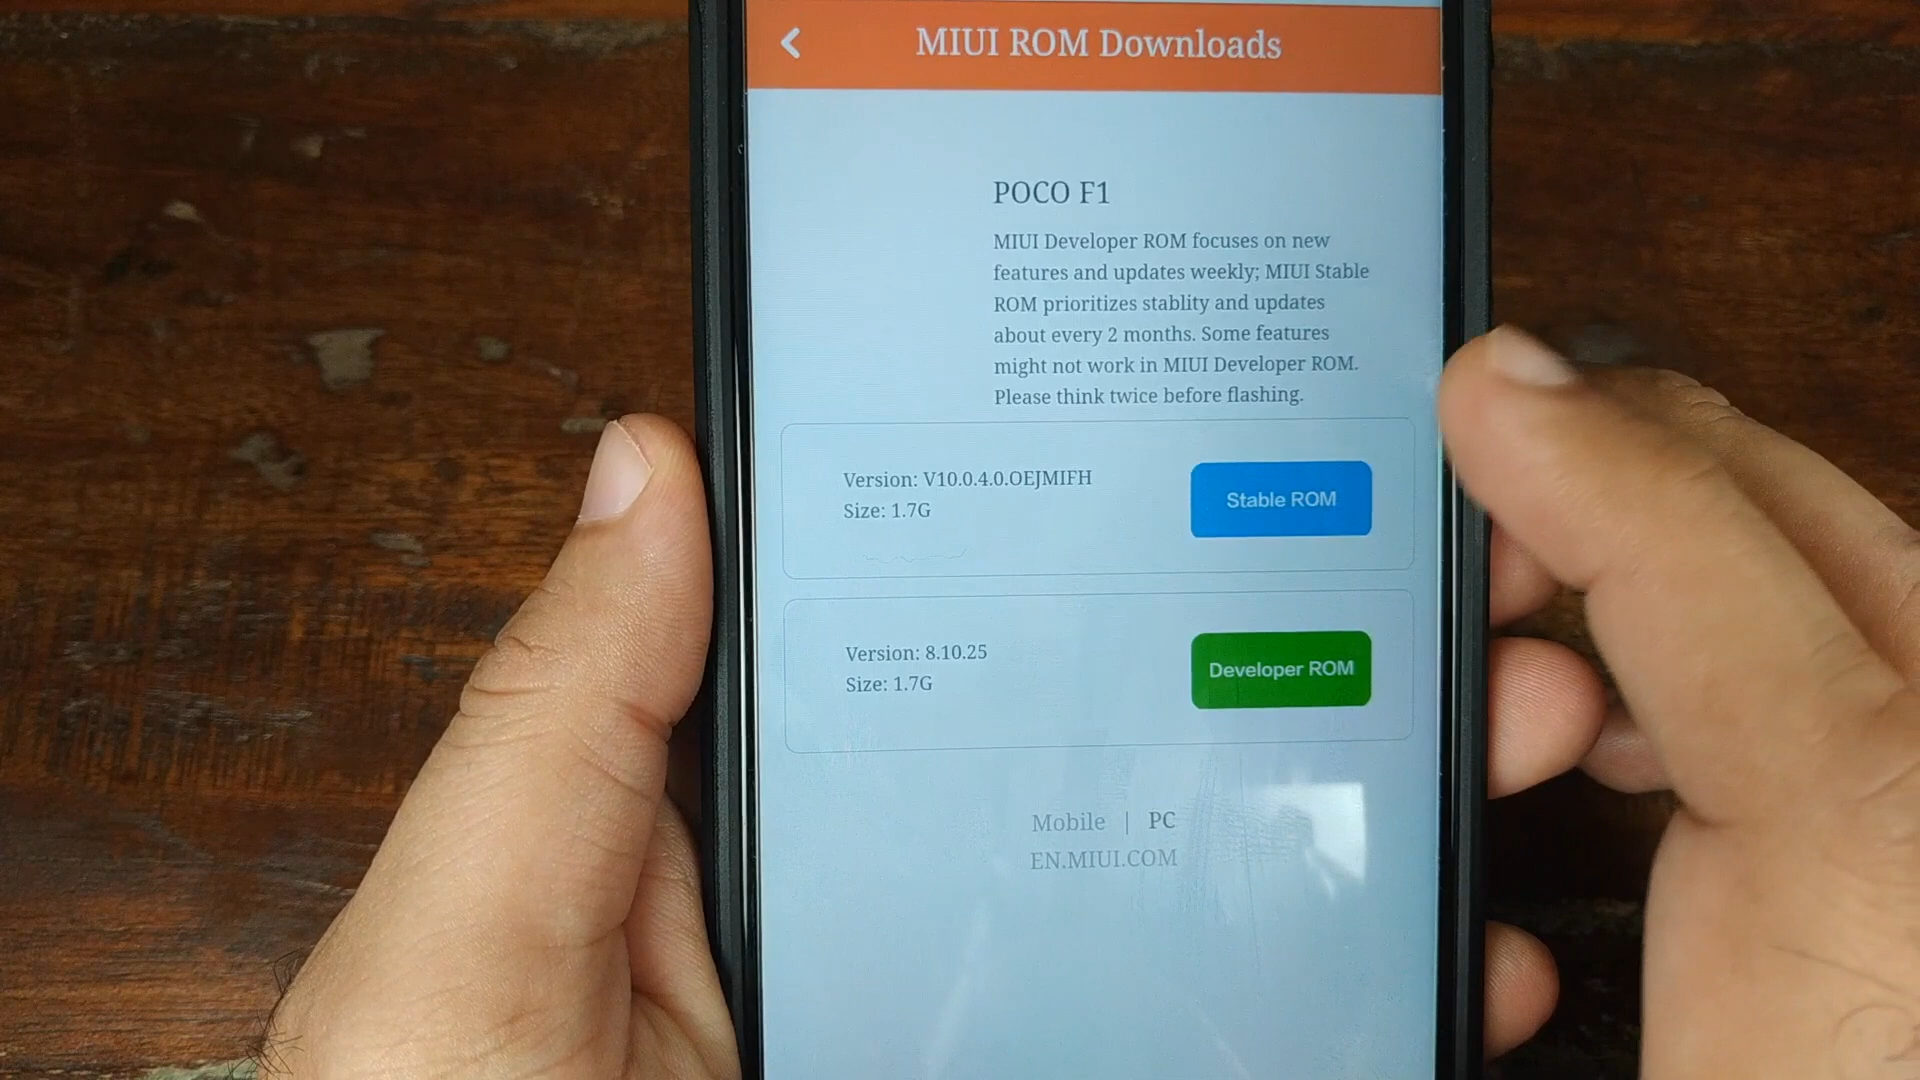 MIUI ROM Downloads
POCO F1
MIUI Developer ROM focuses on new
features and updates weekly; MIUI Stable
ROM prioritizes stablity and updates
about every 2 months. Some features
might not work in MIUI Developer ROM.
Please think twice before flashing.
Version: V10.0.4.0.OEJMIFH
Size: 1.7G
Stable ROM
Version: 8.10.25
Size: 1.7G
Developer ROM
Mobile | PC
EN.MIUI.COM